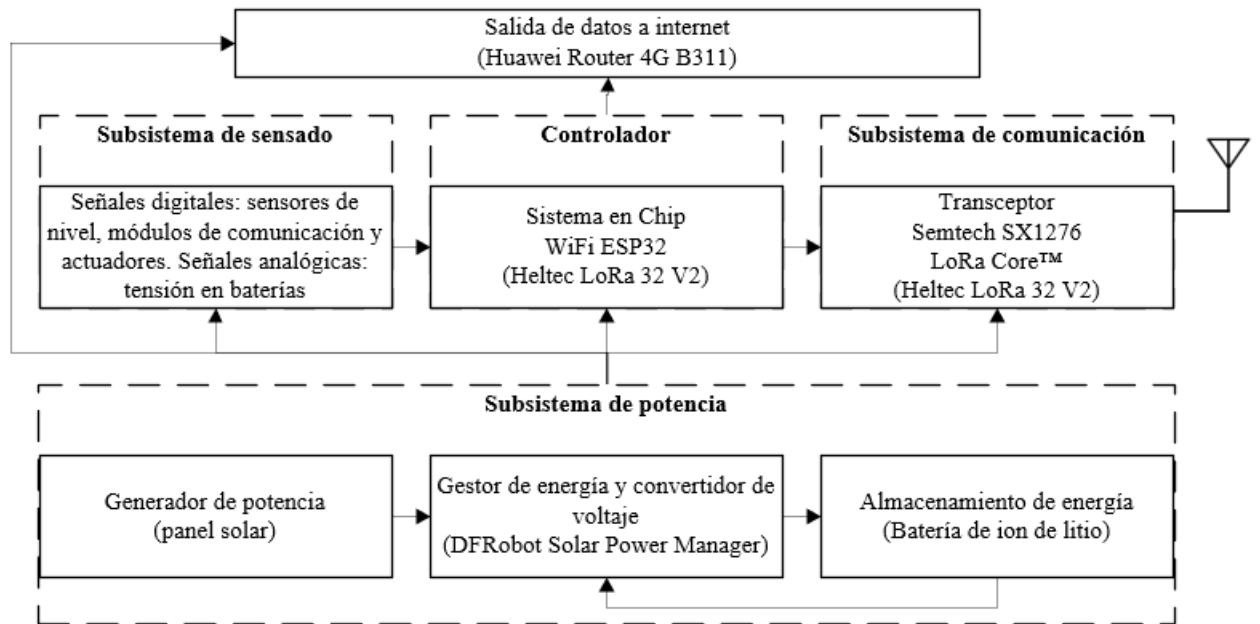 Salida de datos a internet
(Huawei Router 4G B311)
Subsistema de sensado
Controlador
Subsistema de comunicación
Señales digitales: sensores de
nivel, módulos de comunicación y
actuadores. Señales analógicas:
tensión en baterías
Sistema en Chip
WiFi ESP32
(Heltec LoRa 32 V2)
Transceptor
Semtech SX1276
LoRa Core™
(Heltec LoRa 32 V2)
Subsistema de potencia
Generador de potencia
(panel solar)
Gestor de energía y convertidor de
voltaje
(DFRobot Solar Power Manager)
Almacenamiento de energía
(Batería de ion de litio)